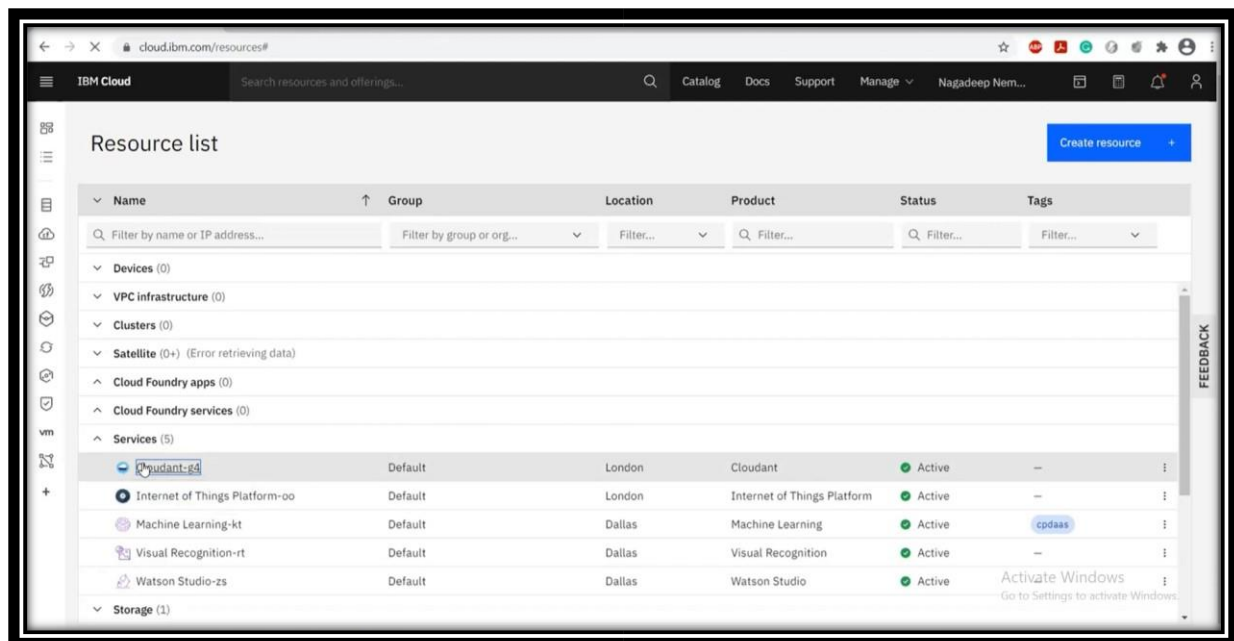 cloud.ibm.com/resources#
ABP
IBM Cloud Search resources and offerings... Catalog Docs Support Manage Nagadeep Nem...
Resource list
Create resource +
Name Group Location Product Status Tags
Filter by name or IP address... Filter by group or org... Filter... Filter... Filter... Filter...
Devices (0)
VPC infrastructure (0)
Clusters (0)
Satellite (0+) (Error retrieving data)
Cloud Foundry apps (0)
Cloud Foundry services (0)
vm
Services (5)
Cloudant-g4 Default London Cloudant Active –
Internet of Things Platform-oo Default London Internet of Things Platform Active –
Machine Learning-kt Default Dallas Machine Learning Active cpdaas
Visual Recognition-rt Default Dallas Visual Recognition Active –
Watson Studio-zs Default Dallas Watson Studio Active –
Storage (1)
FEEDBACK
Activate Windows
Go to Settings to activate Windows.